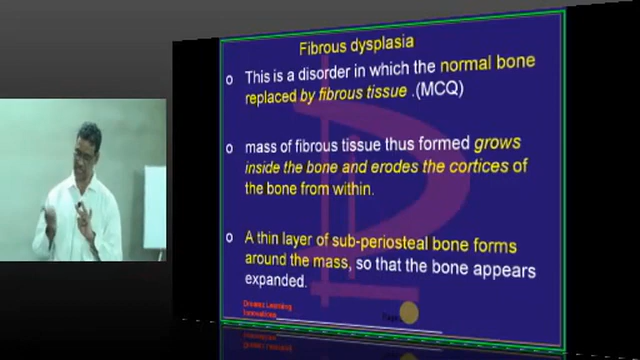 Fibrous dysplasia
o This is a disorder in which the normal bone
replaced by fibrous tissue .(MCQ)
o mass of fibrous tissue thus formed grows
inside the bone and erodes the cortices of
the bone from within.
o A thin layer of sub-periosteal bone forms
around the mass, so that the bone appears
expanded.
Learning
Innovations